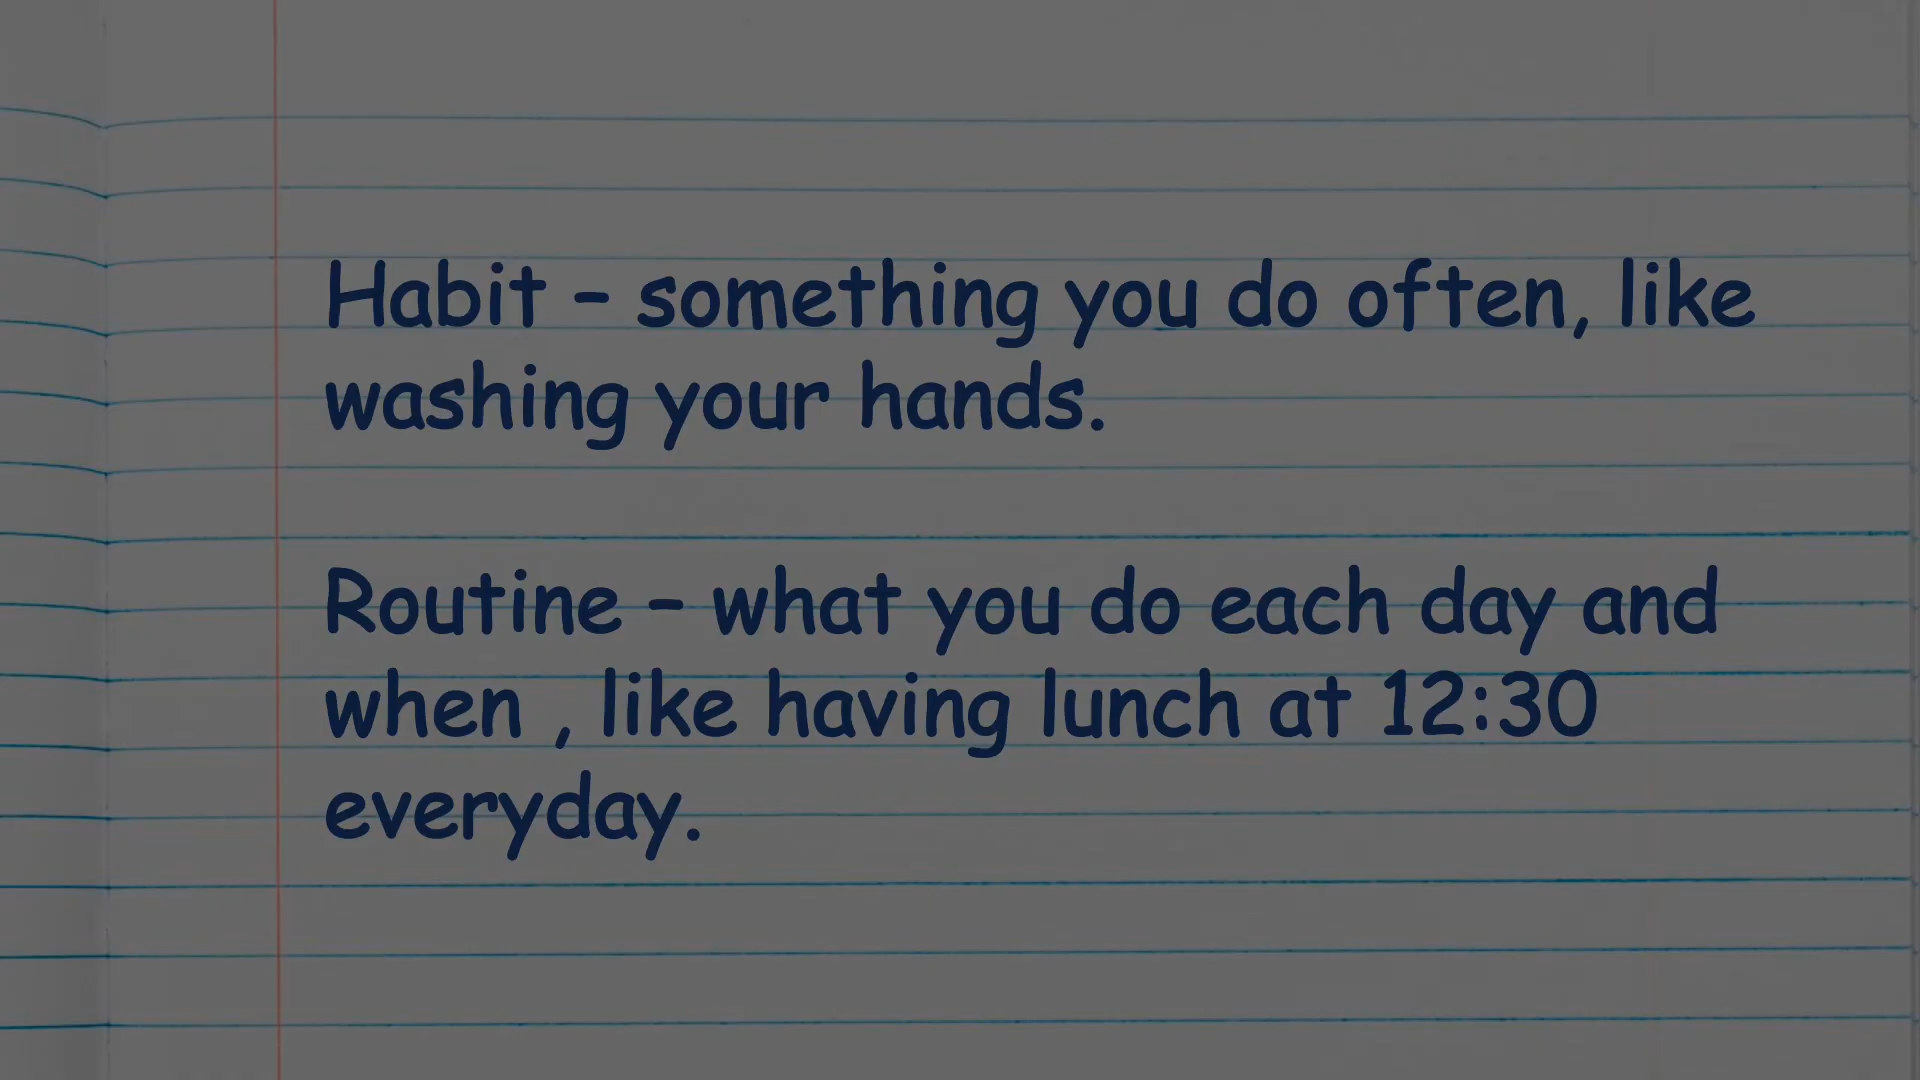 Habit – something you do often, like
washing your hands.
Routine – what you do each day and
when , like having lunch at 12:30
everyday.